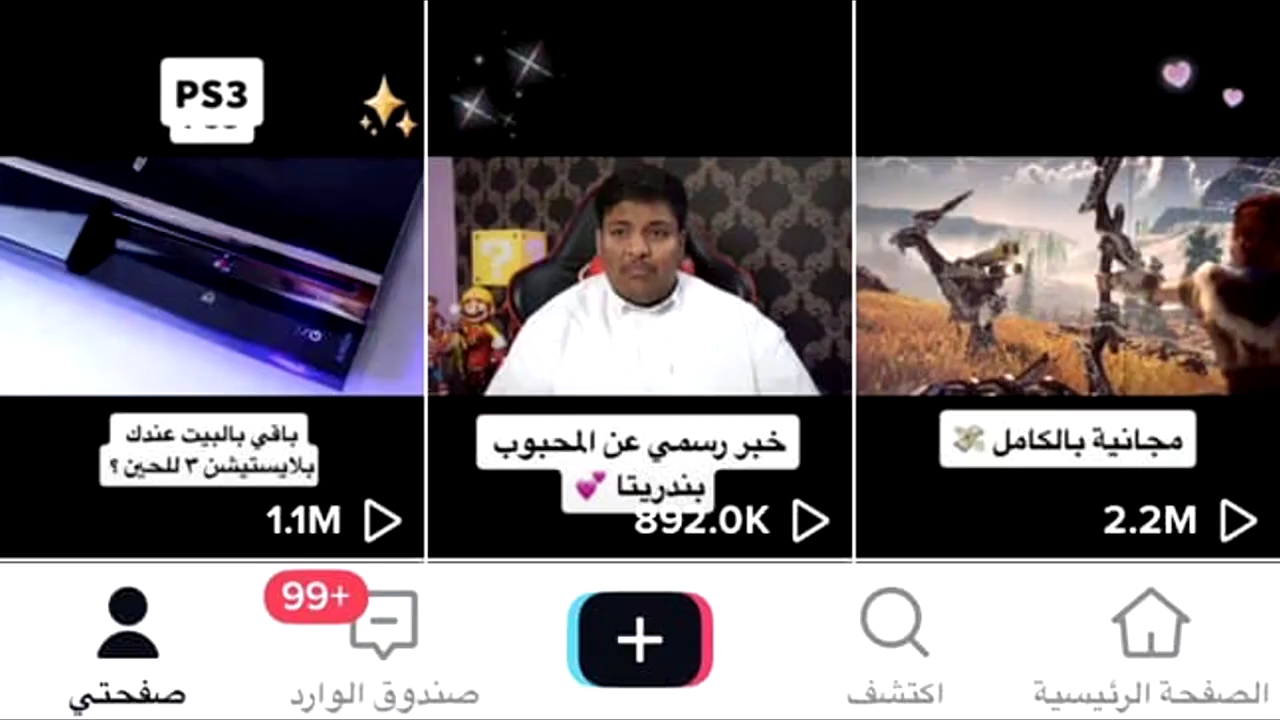 PS3
باقي بالبيت عندك
بلايستيشن ٣ للحين ؟
1.1M
خبر رسمي عن المحبوب
بندريتا 💕
892.0K
مجانية بالكامل 💸
2.2M
99+
صفحتي
صندوق الوارد
اكتشف
الصفحة الرئيسية